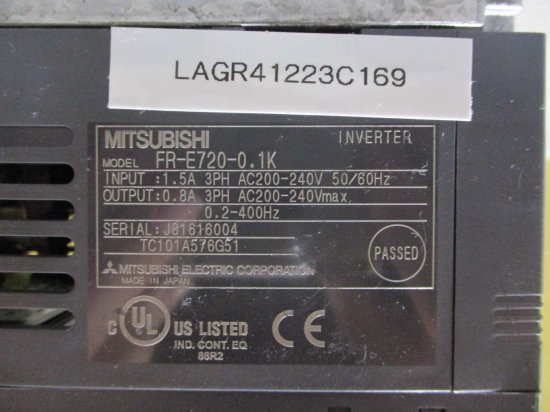 LAGR41223C169
MITSUBISHI INVERTER
MODEL FR-E720-0.1K
INPUT :1.5A 3PH AC200-240V 50/60Hz
OUTPUT:0.8A 3PH AC200-240Vmax
0.2-400Hz
SERIAL:J81616004
TC101A576G51
PASSED
MITSUBISHI ELECTRIC CORPORATION
MADE IN JAPAN
C UL US LISTED CE
IND. CONT. EQ
88R2